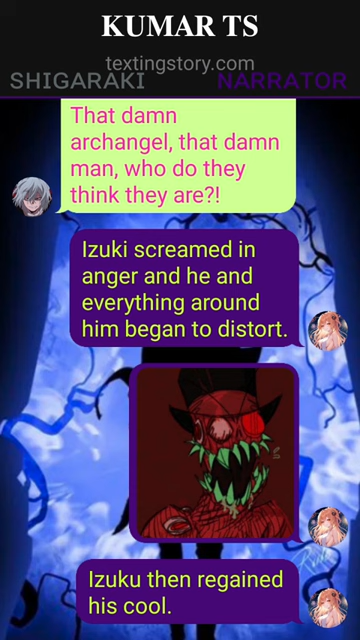 KUMAR TS
textingstory.com
SHIGARAKI NARRATOR
That damn
archangel, that damn
man, who do they
think they are?!
Izuki screamed in
anger and he and
everything around
him began to distort.
Izuku then regained
his cool.